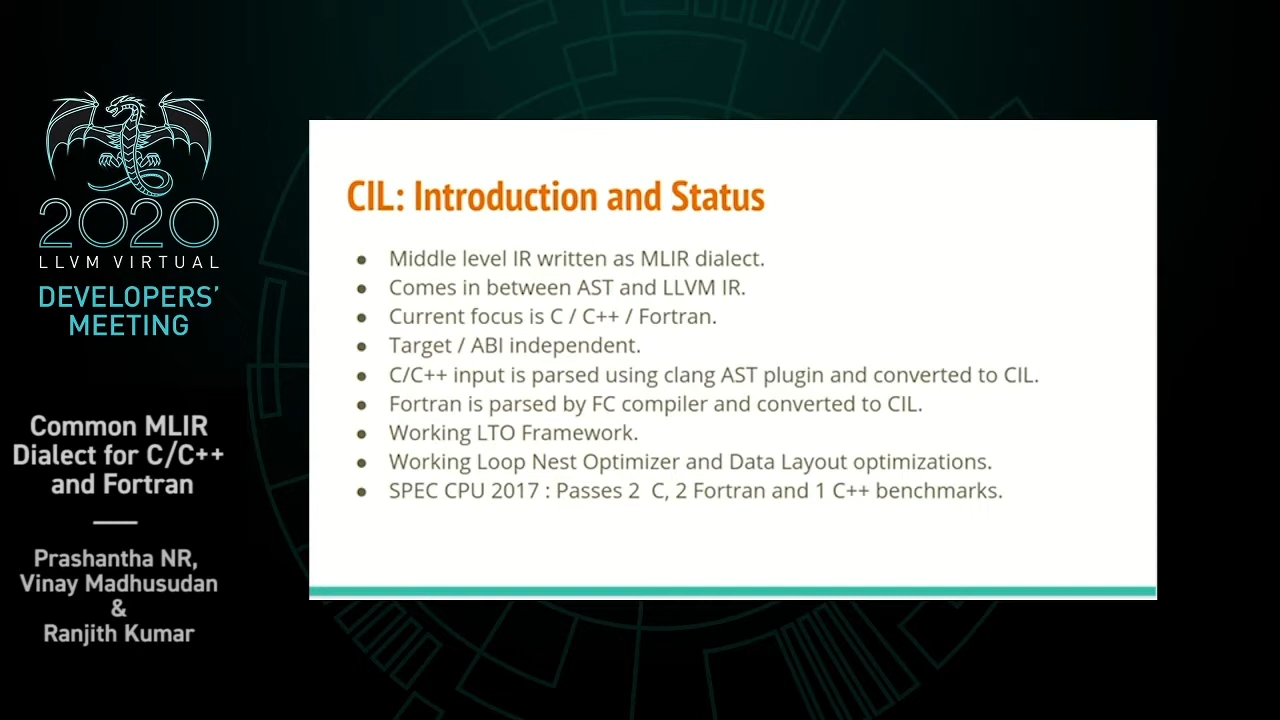 2020
LLVM VIRTUAL
DEVELOPERS'
MEETING
Common MLIR
Dialect for C/C++
and Fortran
Prashantha NR,
Vinay Madhusudan
&
Ranjith Kumar
CIL: Introduction and Status
● Middle level IR written as MLIR dialect.
● Comes in between AST and LLVM IR.
● Current focus is C / C++ / Fortran.
● Target / ABI independent.
● C/C++ input is parsed using clang AST plugin and converted to CIL.
● Fortran is parsed by FC compiler and converted to CIL.
● Working LTO Framework.
● Working Loop Nest Optimizer and Data Layout optimizations.
● SPEC CPU 2017 : Passes 2  C, 2 Fortran and 1 C++ benchmarks.